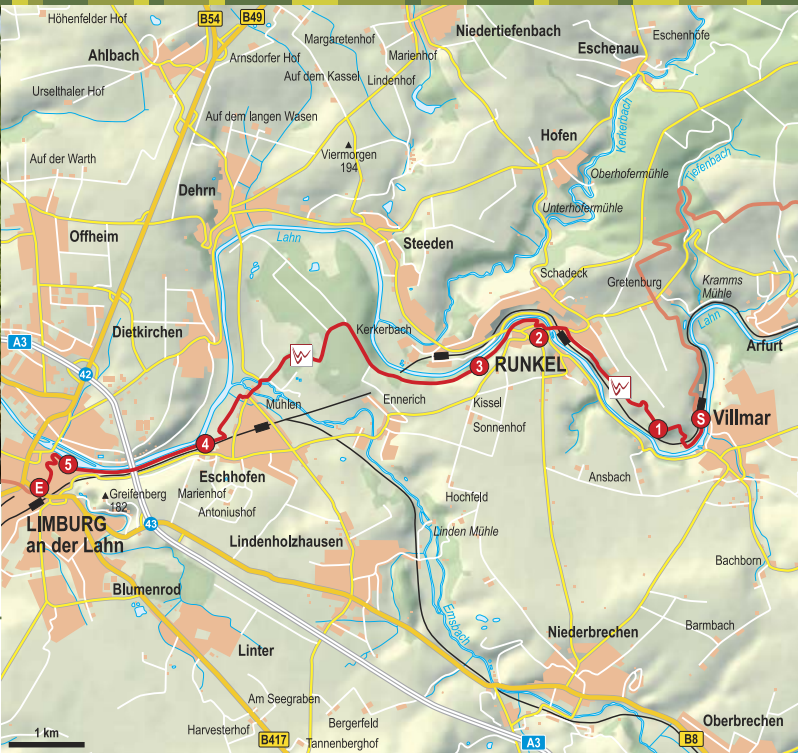 Höhenfelder Hof
B54
B49
Margaretenhof
Niedertiefenbach
Eschenhöfe
Ahlbach
Arnsdorfer Hof
Marienhof
Eschenau
Auf dem Kassel
Lindenhof
Urselthaler Hof
Auf dem langen Wasen
Kerkerbach
Hofen
Viermorgen
194
Tiefenbach
Auf der Warth
Oberhofermühle
Dehrn
Unterhofermühle
Offheim
Lahn
Steeden
Schadeck
Gretenburg
Kramms
Mühle
Lahn
Dietkirchen
Kerkerbach
A3
Arfurt
2
42
3
RUNKEL
Mühlen
Ennerich
Kissel
S
Villmar
Sonnenhof
1
4
5
Eschhofen
Ansbach
E
Greifenberg
182
Marienhof
Hochfeld
Antoniushof
LIMBURG
an der Lahn
43
Linden Mühle
Lindenholzhausen
Bachborn
Blumenrod
Emsbach
Barmbach
Niederbrechen
Linter
Am Seegraben
Oberbrechen
Bergerfeld
1 km
Harvesterhof
B417
Tannenberghof
A3
B8